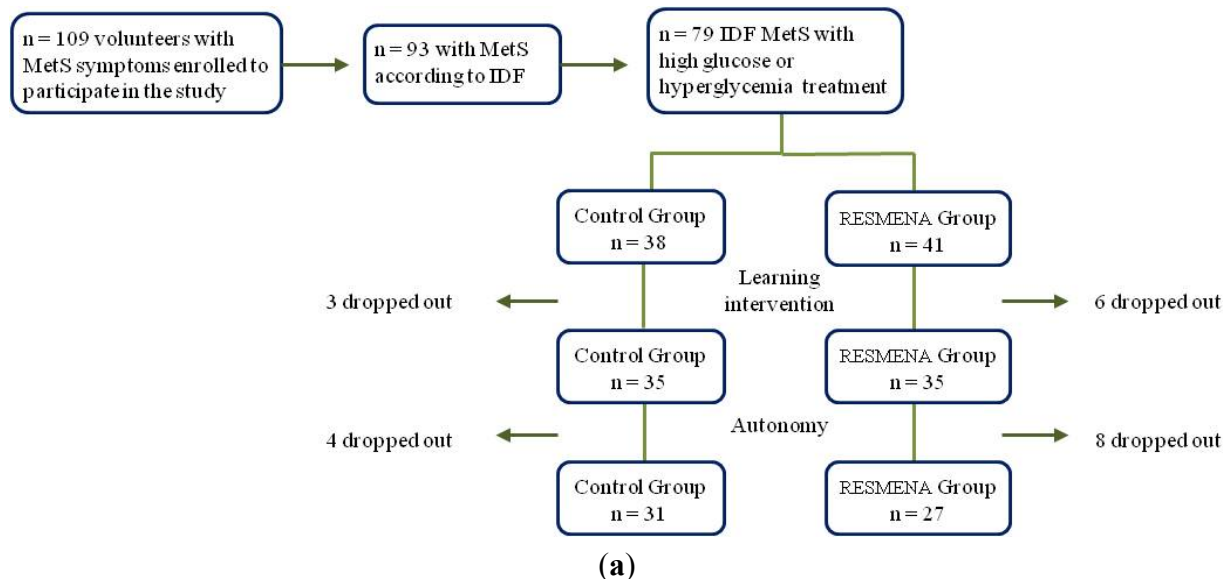 n = 109 volunteers with
MetS symptoms enrolled to
participate in the study
n = 93 with MetS
according to IDF
n = 79 IDF MetS with
high glucose or
hyperglycemia treatment
Control Group
n = 38
RESMENA Group
n = 41
3 dropped out
Learning
intervention
6 dropped out
Control Group
n = 35
RESMENA Group
n = 35
4 dropped out
Autonomy
8 dropped out
Control Group
n = 31
RESMENA Group
n = 27
(a)